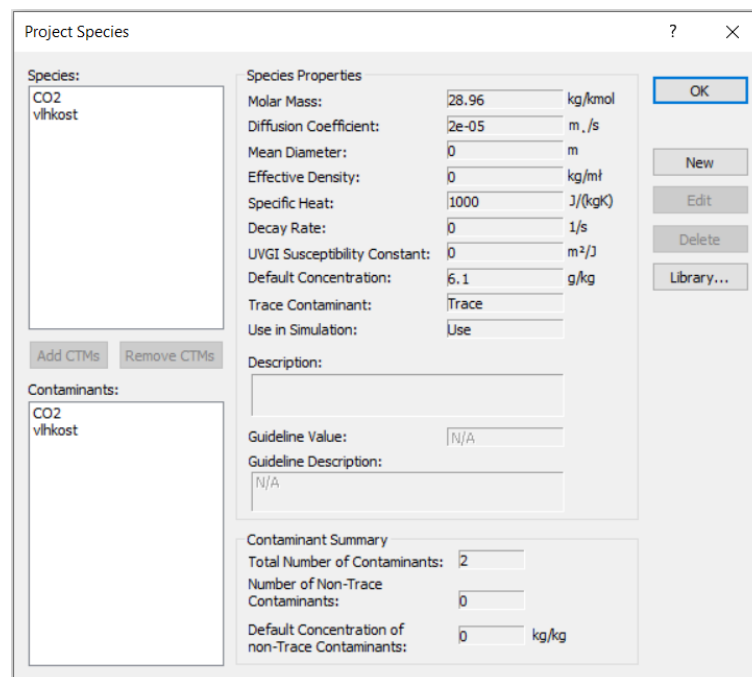 Project Species
?
Species:
CO2
vlhkost
Add CTMs
Remove CTMs
Contaminants:
CO2
vlhkost
Species Properties
Molar Mass: 28.96 kg/kmol
Diffusion Coefficient: 2e-05 m¸/s
Mean Diameter: 0 m
Effective Density: 0 kg/mł
Specific Heat: 1000 J/(kgK)
Decay Rate: 0 1/s
UVGI Susceptibility Constant: 0 m²/J
Default Concentration: 6.1 g/kg
Trace Contaminant: Trace
Use in Simulation: Use
Description:
Guideline Value: N/A
Guideline Description:
N/A
Contaminant Summary
Total Number of Contaminants: 2
Number of Non-Trace
Contaminants: 0
Default Concentration of
non-Trace Contaminants: 0 kg/kg
OK
New
Edit
Delete
Library...